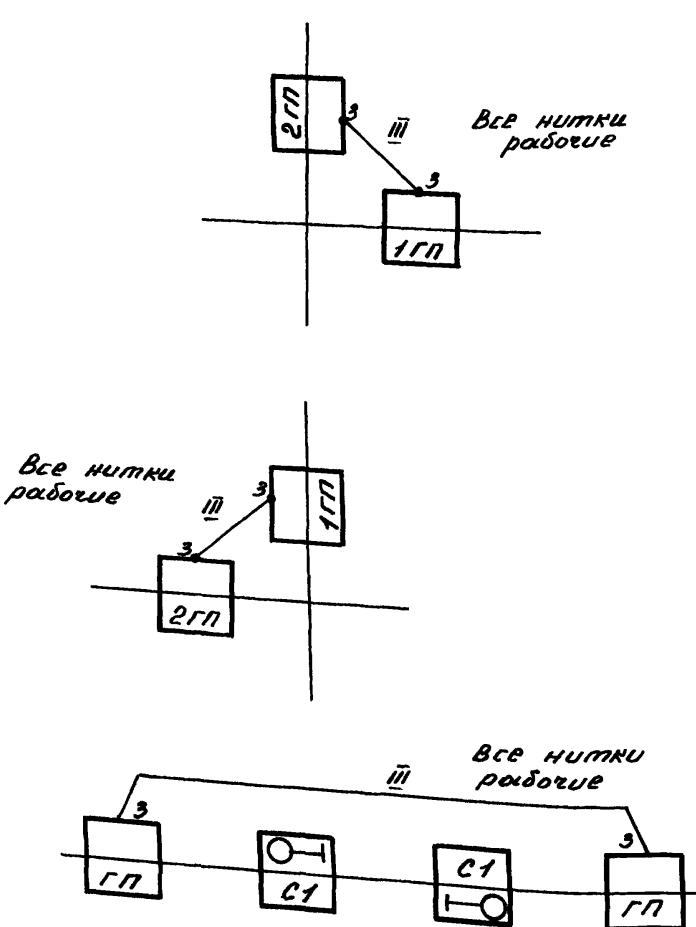 2ГП
3
III
Все нитки
рабочие
3
1ГП
Все нитки
рабочие
3
III
1ГП
3
2ГП
Все нитки
рабочие
III
3
3
ГП
С1
С1
ГП